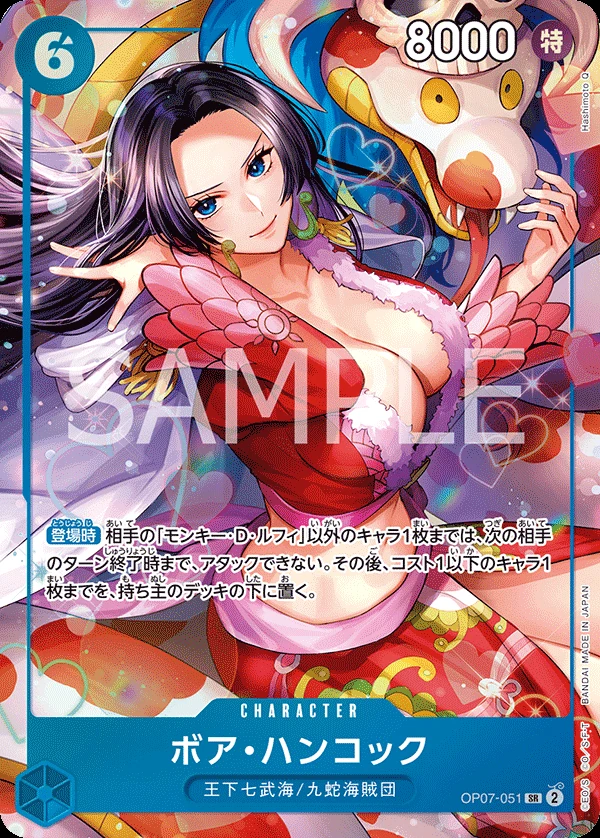 6
8000
特
Hashimoto Q
SAMPLE
登場時 相手の「モンキー・D・ルフィ」以外のキャラ1枚までは、次の相手
のターン終了時まで、アタックできない。その後、コスト1以下のキャラ1
枚までを、持ち主のデッキの下に置く。
©E.O/S. ©O./S.F.T BANDAI MADE IN JAPAN
CHARACTER
ボア・ハンコック
王下七武海/九蛇海賊団
OP07-051 SR 2